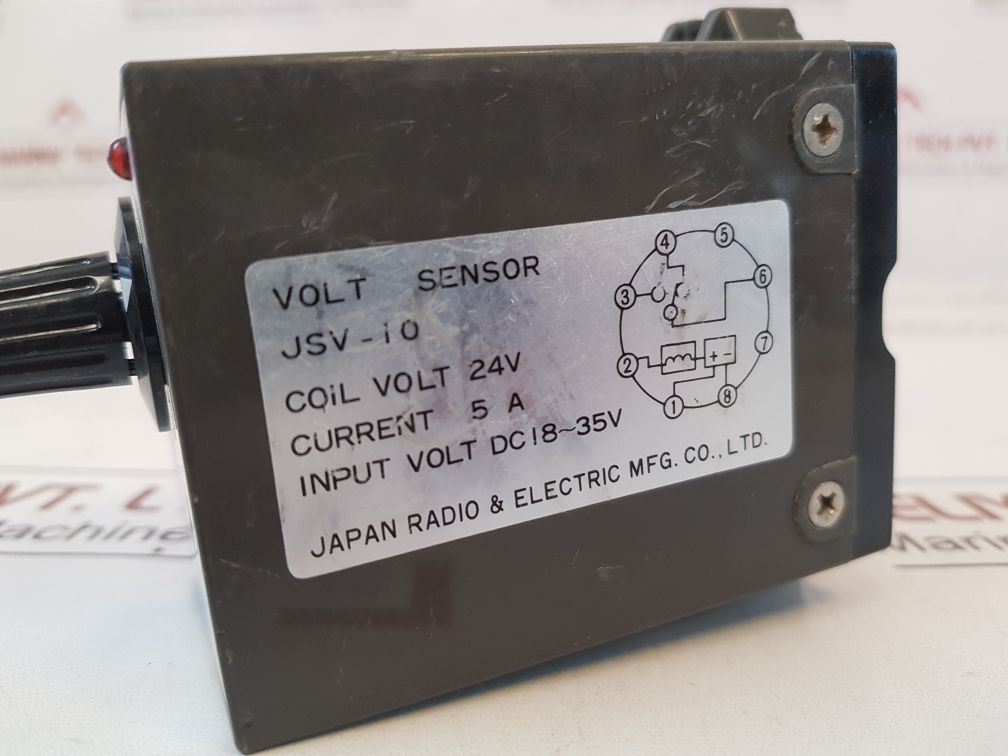 VOLT SENSOR
JSV-10
COiL VOLT 24V
CURRENT 5 A
INPUT VOLT DC18~35V
JAPAN RADIO & ELECTRIC MFG. CO., LTD.
4 5
3 6
2 + - 7
1 8